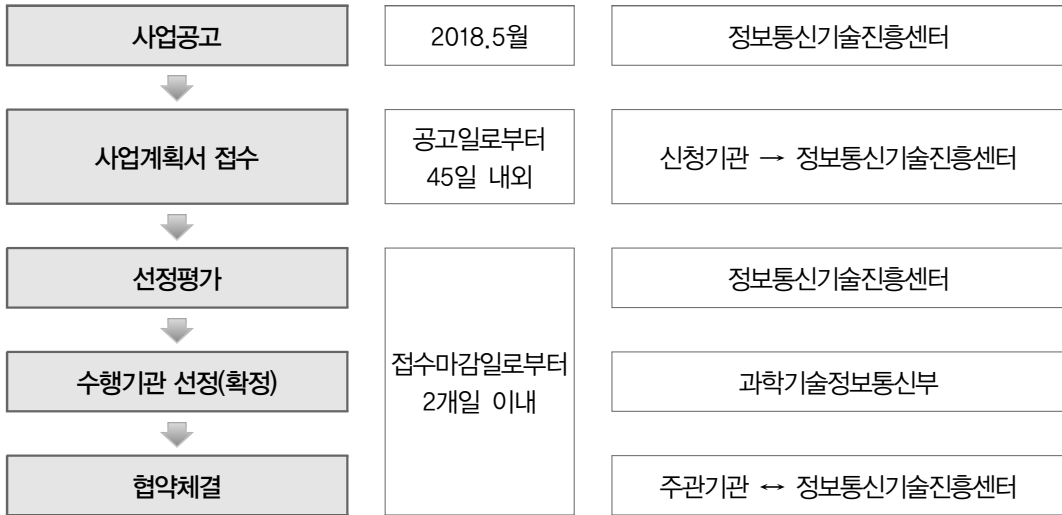 사업공고
2018.5월
정보통신기술진흥센터
사업계획서 접수
공고일로부터
45일 내외
신청기관 → 정보통신기술진흥센터
선정평가
정보통신기술진흥센터
접수마감일로부터
2개일 이내
수행기관 선정(확정)
과학기술정보통신부
협약체결
주관기관 ↔ 정보통신기술진흥센터